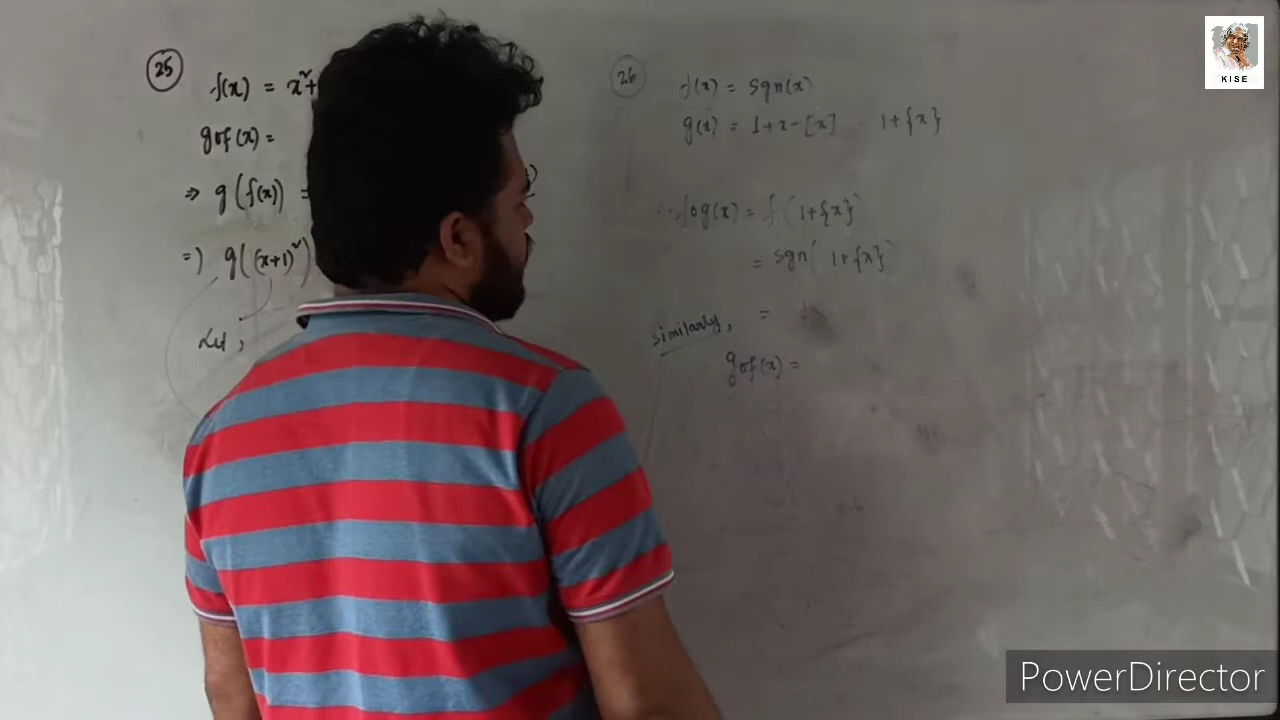 25
f(x) = x²+
gof(x) =
⇒ g(f(x)) =
=) g((x+1)²)
Let,
26
f(x) = sgn(x)
g(x) = 1+x-[x] 1+{x}
fog(x) = f(1+{x})
= sgn(1+{x})
=
similarly,
gof(x) =
KISE
PowerDirector